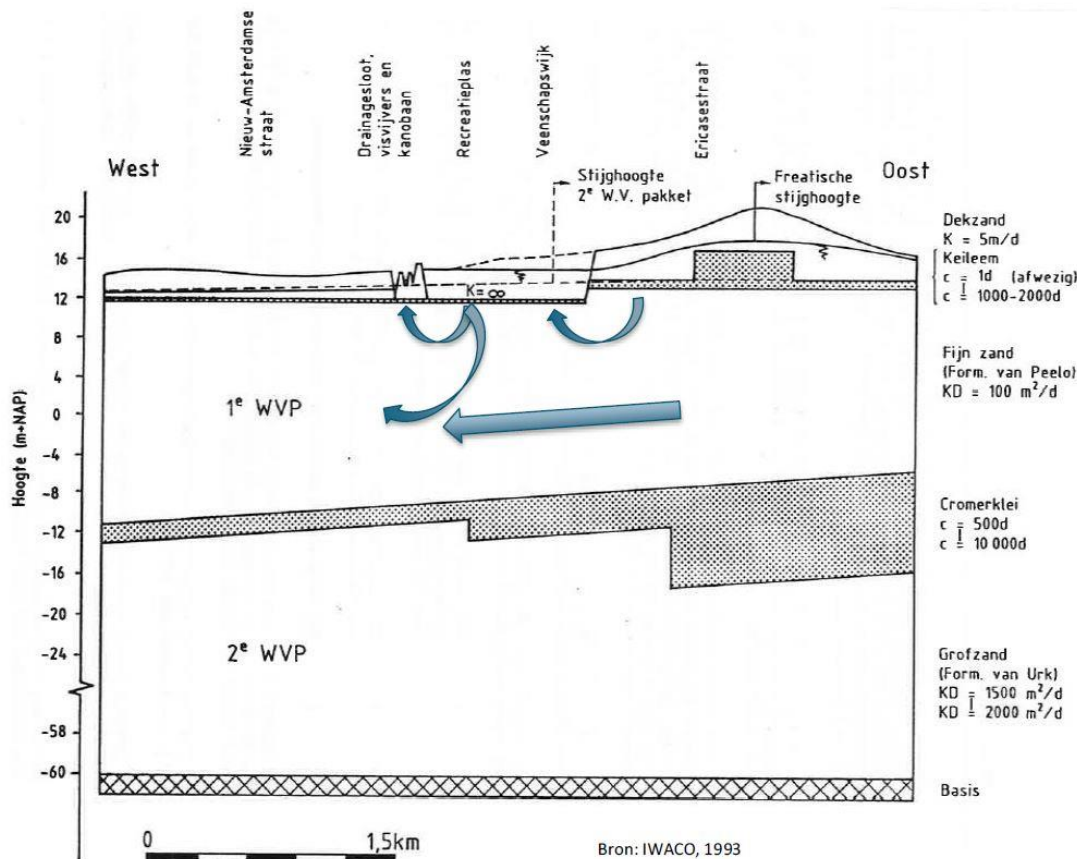 Nieuw-Amsterdamse
straat
Drainagesloot,
visvijvers en
kanobaan
Recreatieplas
Veenschapswijk
Ericasestraat
West
Oost
Stijghoogte
2e W.V. pakket
Freatische
stijghoogte
Hoogte (m+NAP)
20
16
12
8
4
0
-4
-8
-12
-16
-20
-24
-58
-60
K=∞
1e WVP
2e WVP
Dekzand
K = 5m/d
Keileem
c = 1d (afwezig)
c = 1000-2000d
Fijn zand
(Form. van Peelo)
KD = 100 m²/d
Cromerklei
c = 500d
c = 10 000d
Grofzand
(Form. van Urk)
KD = 1500 m²/d
KD = 2000 m²/d
Basis
0
1,5km
Bron: IWACO, 1993